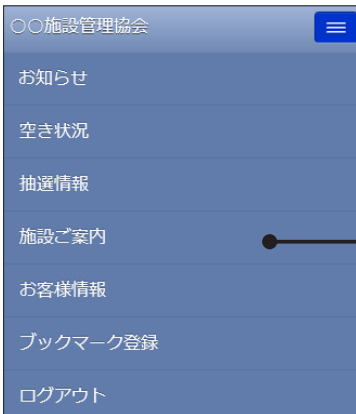 ○○施設管理協会
お知らせ
空き状況
抽選情報
施設ご案内
お客様情報
ブックマーク登録
ログアウト